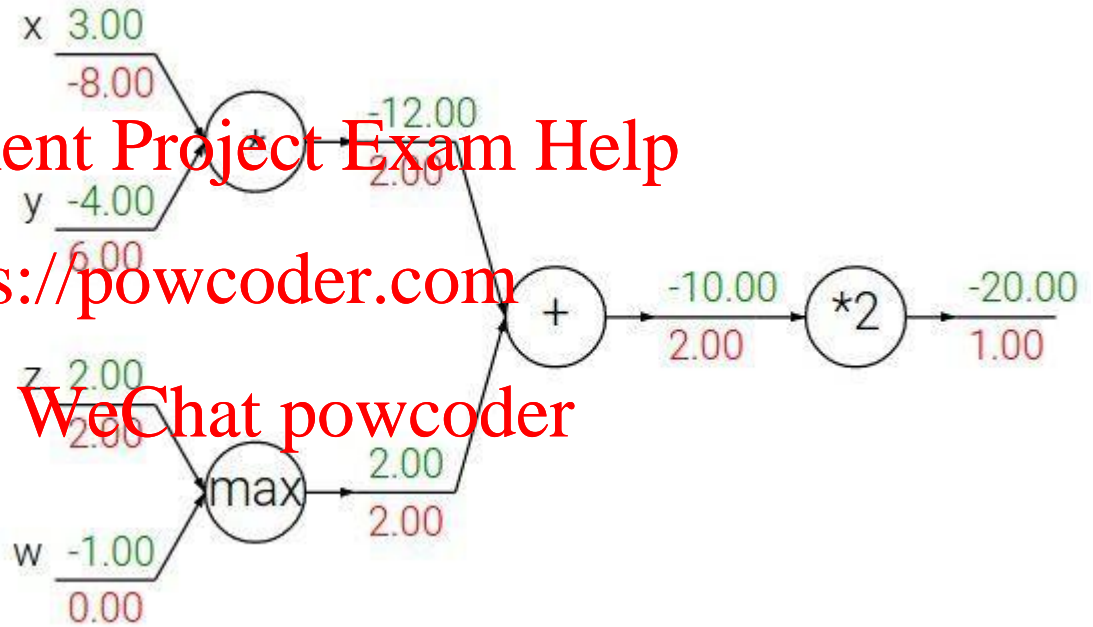 x 3.00
-8.00
*
-12.00
2.00
ent Project Exam Help
y -4.00
6.00
s://powcoder.com
+
-10.00
2.00
*2
-20.00
1.00
z 2.00
2.00
WeChat powcoder
max
2.00
2.00
w -1.00
0.00